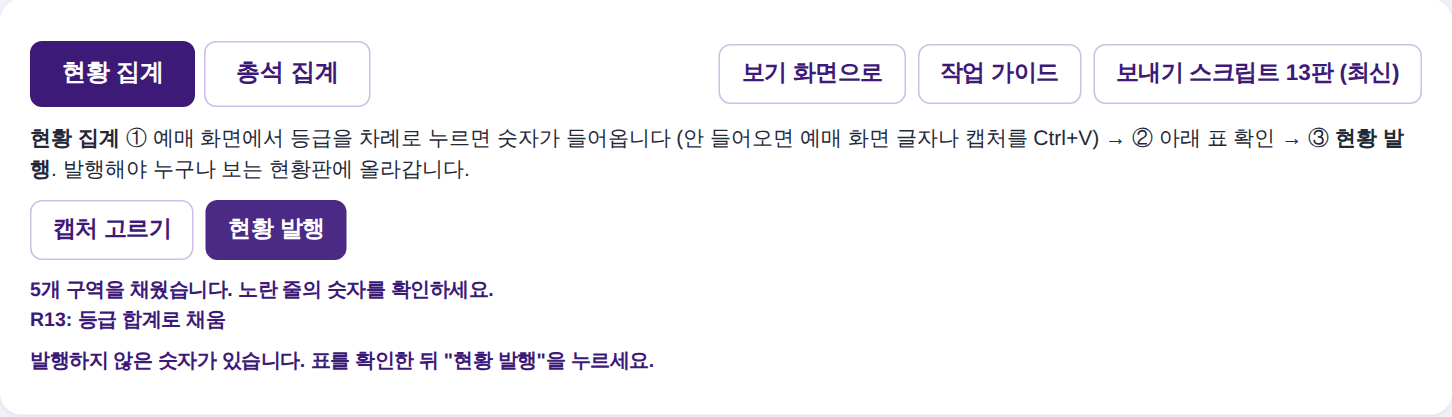 현황 집계 총석 집계 보기 화면으로 작업 가이드 보내기 스크립트 13판 (최신)
현황 집계 ① 예매 화면에서 등급을 차례로 누르면 숫자가 들어옵니다 (안 들어오면 예매 화면 글자나 캡처를 Ctrl+V) → ② 아래 표 확인 → ③ 현황 발
행. 발행해야 누구나 보는 현황판에 올라갑니다.
캡처 고르기 현황 발행
5개 구역을 채웠습니다. 노란 줄의 숫자를 확인하세요.
R13: 등급 합계로 채움
발행하지 않은 숫자가 있습니다. 표를 확인한 뒤 "현황 발행"을 누르세요.